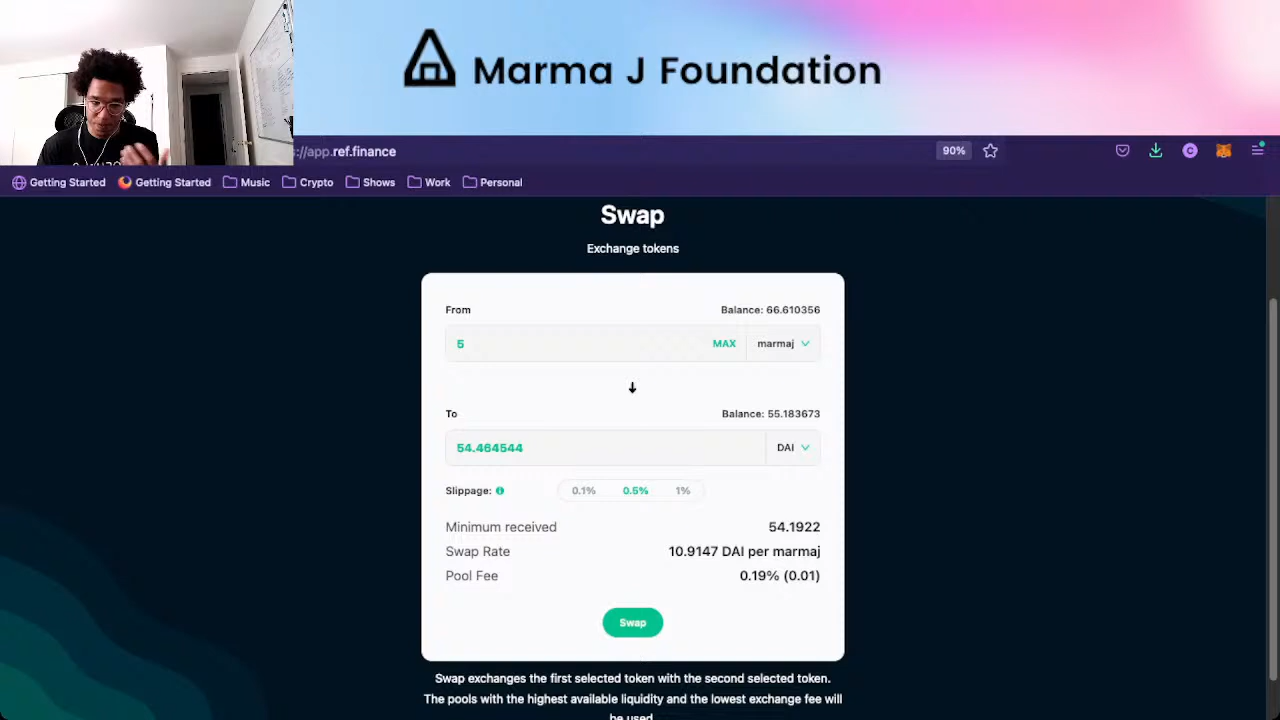 Marma J Foundation
://app.ref.finance
90%
Getting Started
Getting Started
Music
Crypto
Shows
Work
Personal
Swap
Exchange tokens
From
Balance: 66.610356
5
MAX
marmaj
To
Balance: 55.183673
54.464544
DAI
Slippage:
0.1%
0.5%
1%
Minimum received
54.1922
Swap Rate
10.9147 DAI per marmaj
Pool Fee
0.19% (0.01)
Swap
Swap exchanges the first selected token with the second selected token.
The pools with the highest available liquidity and the lowest exchange fee will
be used